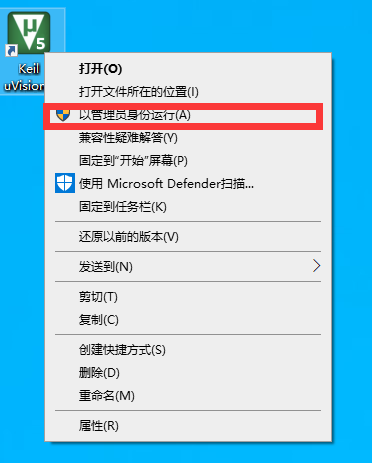 μ
V5
Keil
uVision
打开(O)
打开文件所在的位置(I)
以管理员身份运行(A)
兼容性疑难解答(Y)
固定到"开始"屏幕(P)
使用 Microsoft Defender扫描...
固定到任务栏(K)
还原以前的版本(V)
发送到(N)
剪切(T)
复制(C)
创建快捷方式(S)
删除(D)
重命名(M)
属性(R)